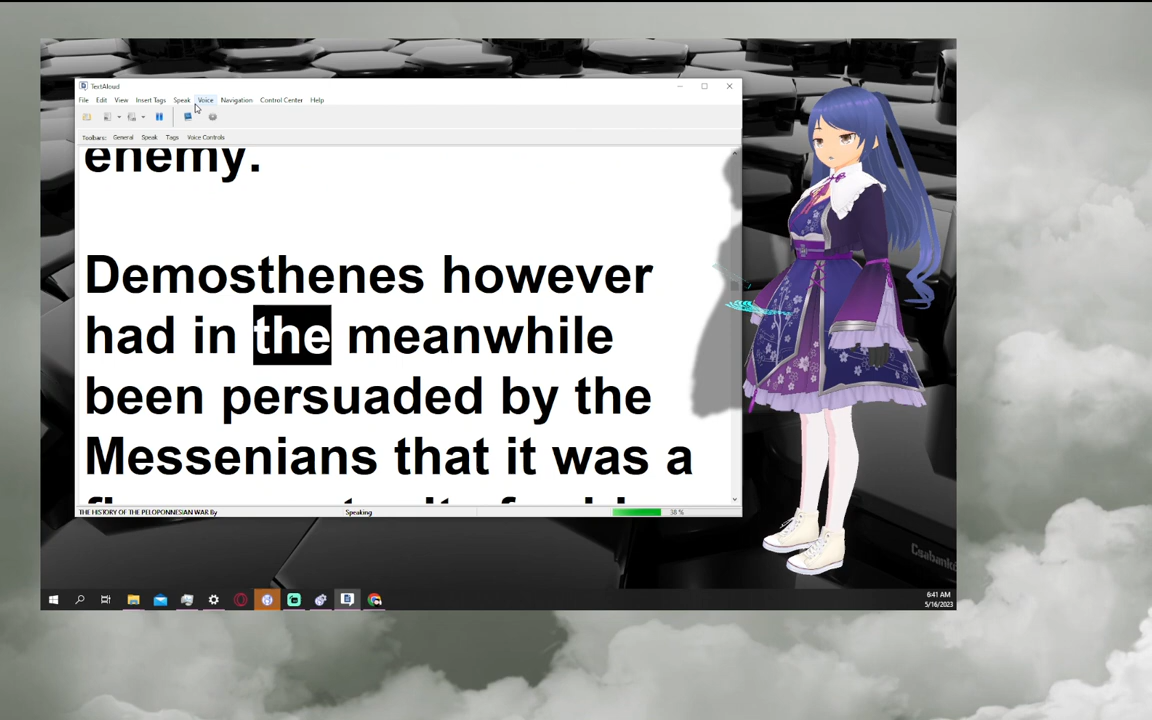 TextAloud
File Edit View Insert Tags Speak Voice Navigation Control Center Help
Toolbars: General Speak Tags Voice Controls
enemy.
Demosthenes however
had in the meanwhile
been persuaded by the
Messenians that it was a
THE HISTORY OF THE PELOPONNESIAN WAR By Speaking 38 %
Csabank
6:41 AM
5/16/2023